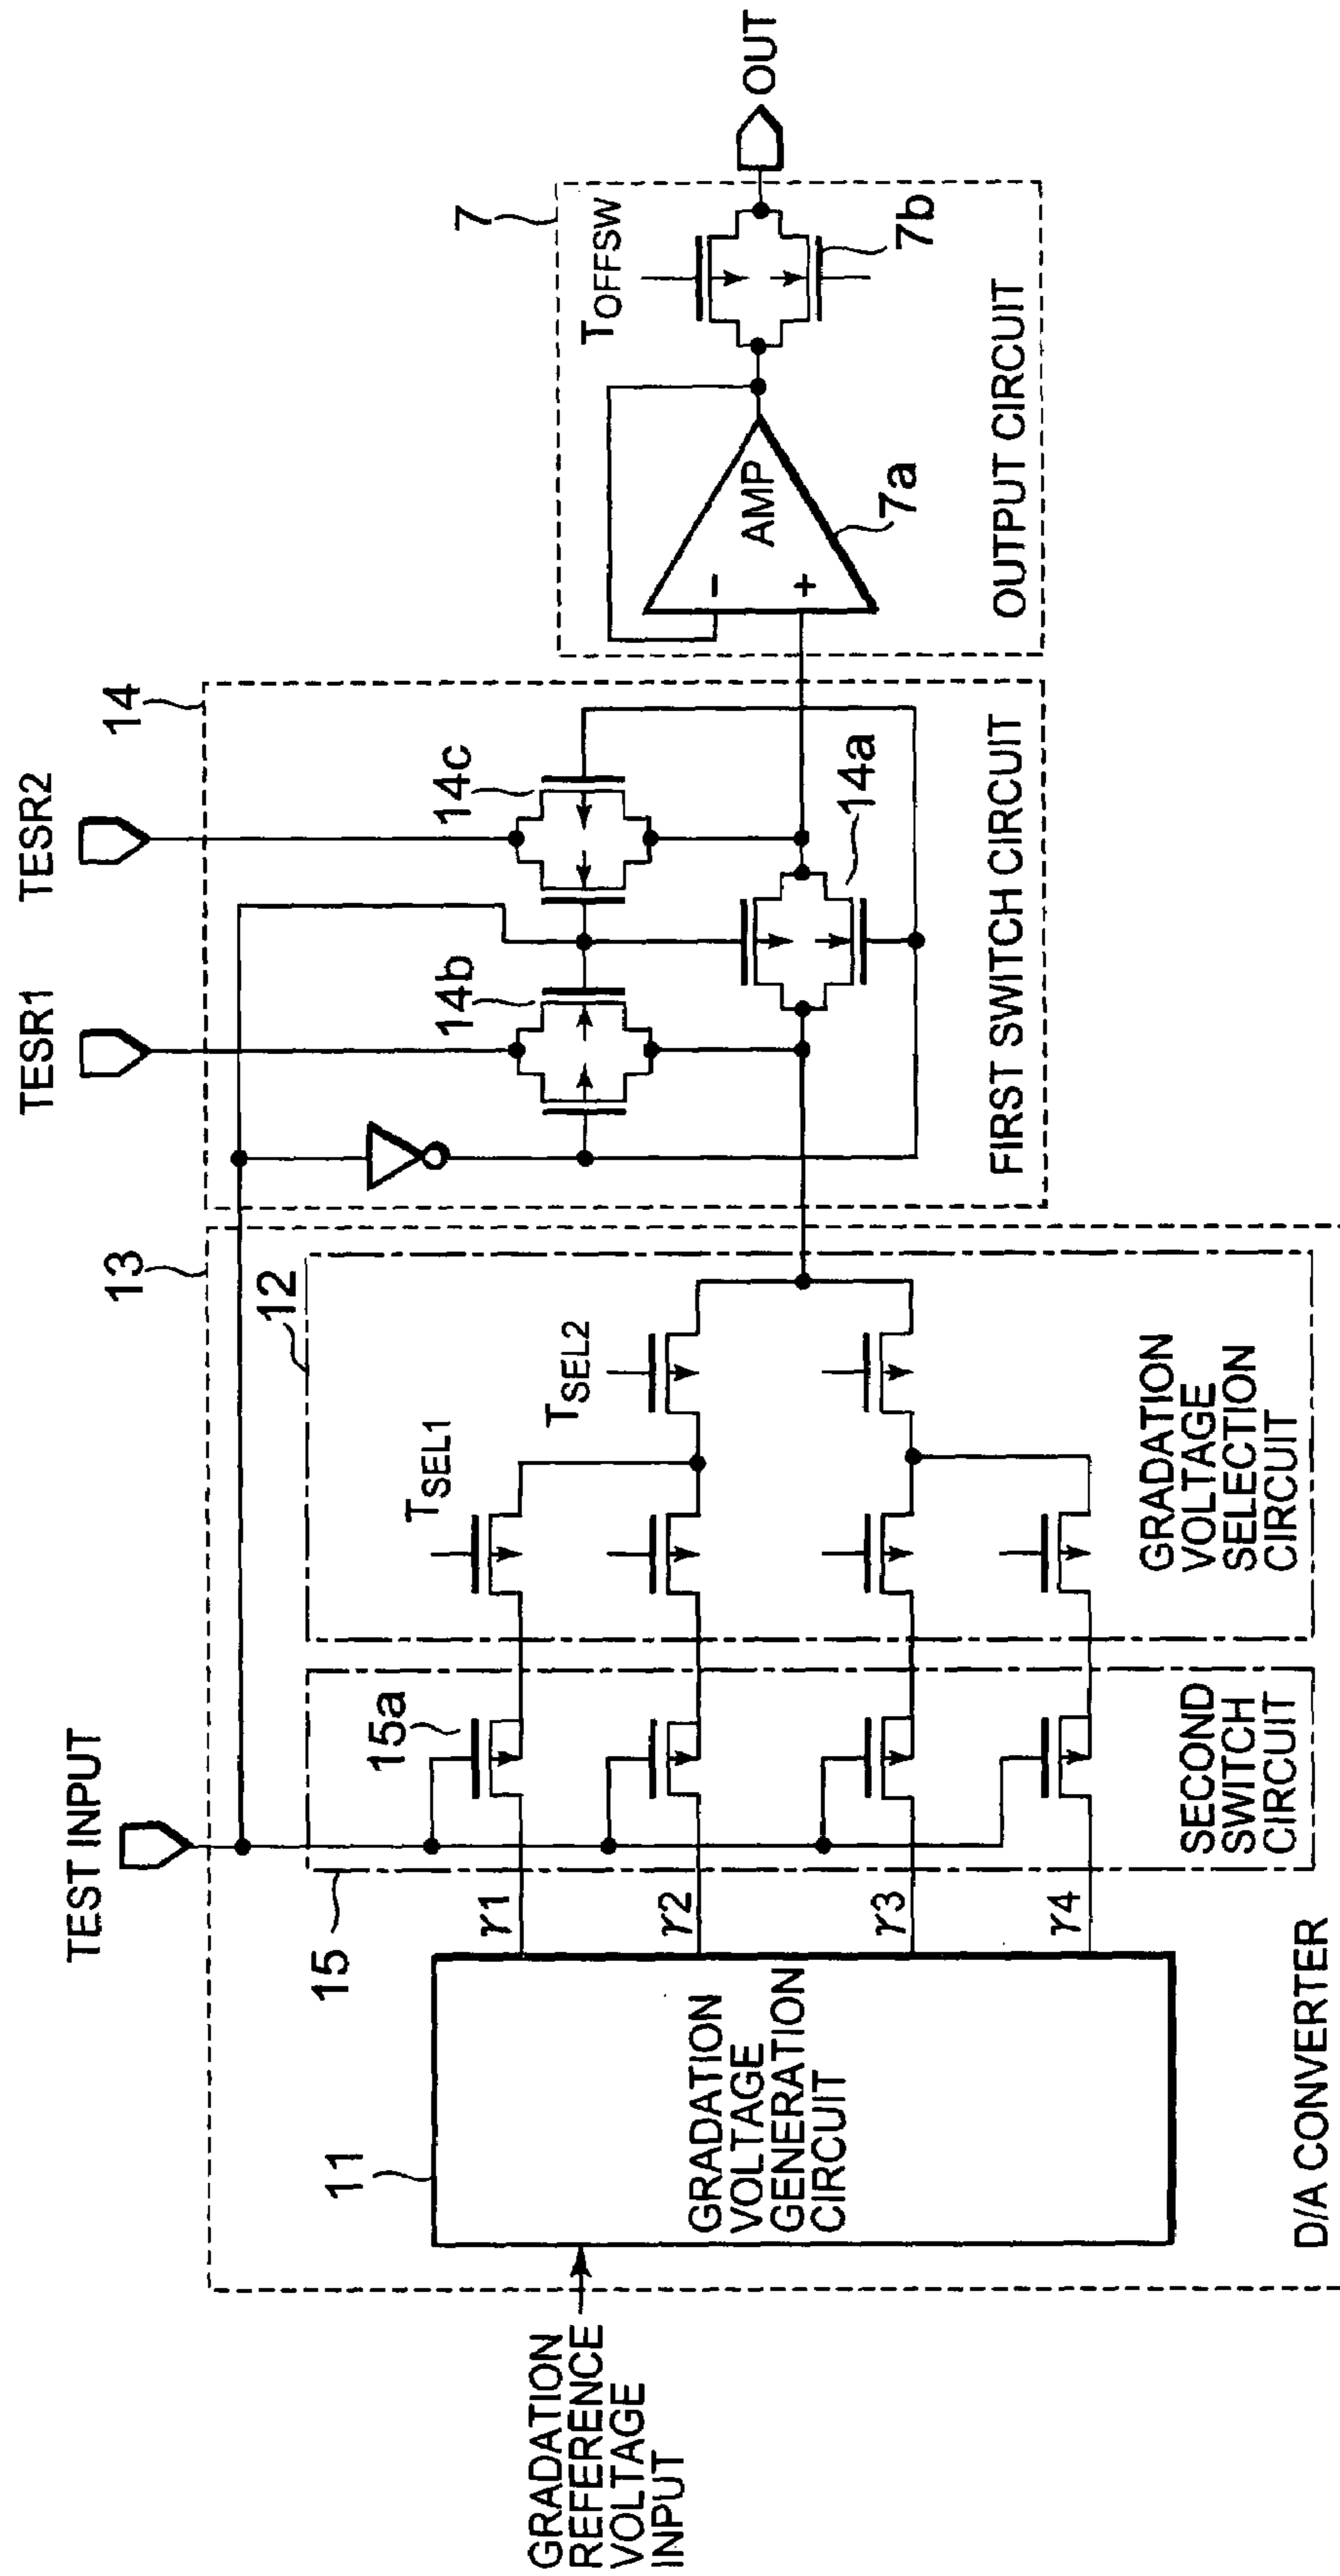 TEST INPUT
TESR1
TESR2
13
14
12
15
15a
TSEL1
TSEL2
14b
14c
14a
7
TOFFSW
7b
OUT
AMP
-
+
7a
OUTPUT CIRCUIT
FIRST SWITCH CIRCUIT
GRADATION
VOLTAGE
SELECTION
CIRCUIT
SECOND
SWITCH
CIRCUIT
γ1
γ2
γ3
γ4
11
GRADATION
VOLTAGE
GENERATION
CIRCUIT
GRADATION
REFERENCE
VOLTAGE
INPUT
D/A CONVERTER